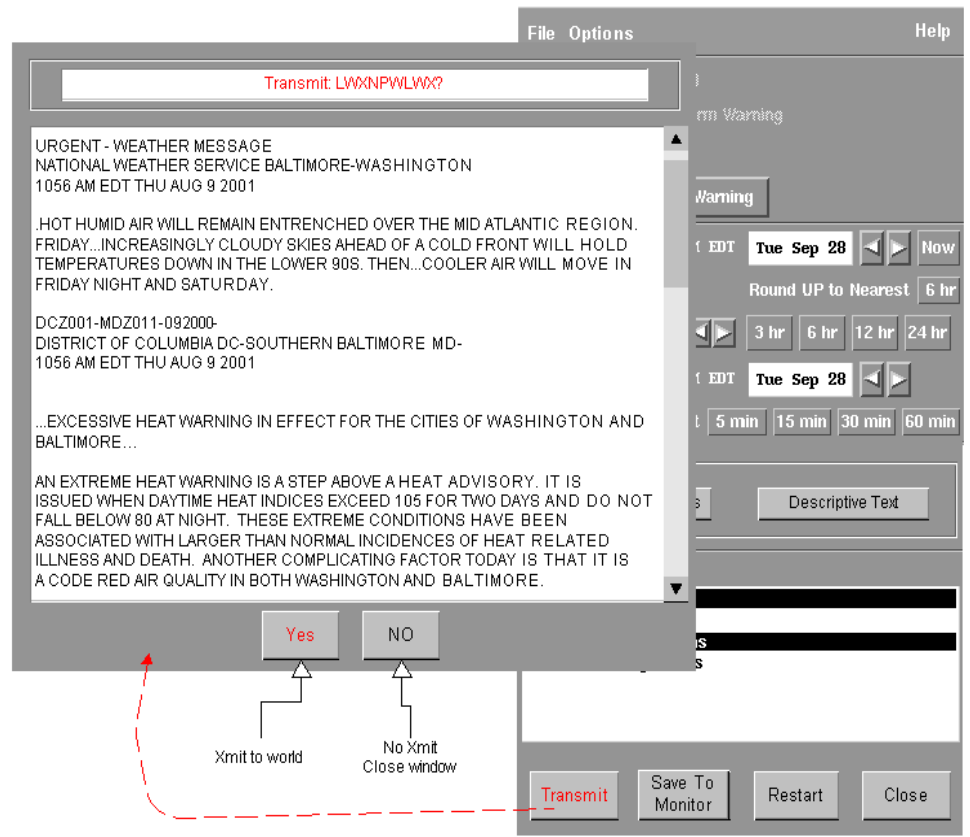 File Options Help
Transmit: LWXNPWLWX?
rm Warning
Warning
URGENT - WEATHER MESSAGE
NATIONAL WEATHER SERVICE BALTIMORE-WASHINGTON
1056 AM EDT THU AUG 9 2001
.HOT HUMID AIR WILL REMAIN ENTRENCHED OVER THE MID ATLANTIC REGION.
FRIDAY...INCREASINGLY CLOUDY SKIES AHEAD OF A COLD FRONT WILL HOLD
TEMPERATURES DOWN IN THE LOWER 90S. THEN...COOLER AIR WILL MOVE IN
FRIDAY NIGHT AND SATURDAY.
DCZ001-MDZ011-092000-
DISTRICT OF COLUMBIA DC-SOUTHERN BALTIMORE MD-
1056 AM EDT THU AUG 9 2001
...EXCESSIVE HEAT WARNING IN EFFECT FOR THE CITIES OF WASHINGTON AND
BALTIMORE...
AN EXTREME HEAT WARNING IS A STEP ABOVE A HEAT ADVISORY. IT IS
ISSUED WHEN DAYTIME HEAT INDICES EXCEED 105 FOR TWO DAYS AND DO NOT
FALL BELOW 80 AT NIGHT. THESE EXTREME CONDITIONS HAVE BEEN
ASSOCIATED WITH LARGER THAN NORMAL INCIDENCES OF HEAT RELATED
ILLNESS AND DEATH. ANOTHER COMPLICATING FACTOR TODAY IS THAT IT IS
A CODE RED AIR QUALITY IN BOTH WASHINGTON AND BALTIMORE.
EDT Tue Sep 28 Now
Round UP to Nearest 6 hr
3 hr 6 hr 12 hr 24 hr
EDT Tue Sep 28
5 min 15 min 30 min 60 min
Descriptive Text
Yes NO
Xmit to world
No Xmit
Close window
Transmit Save To Monitor Restart Close